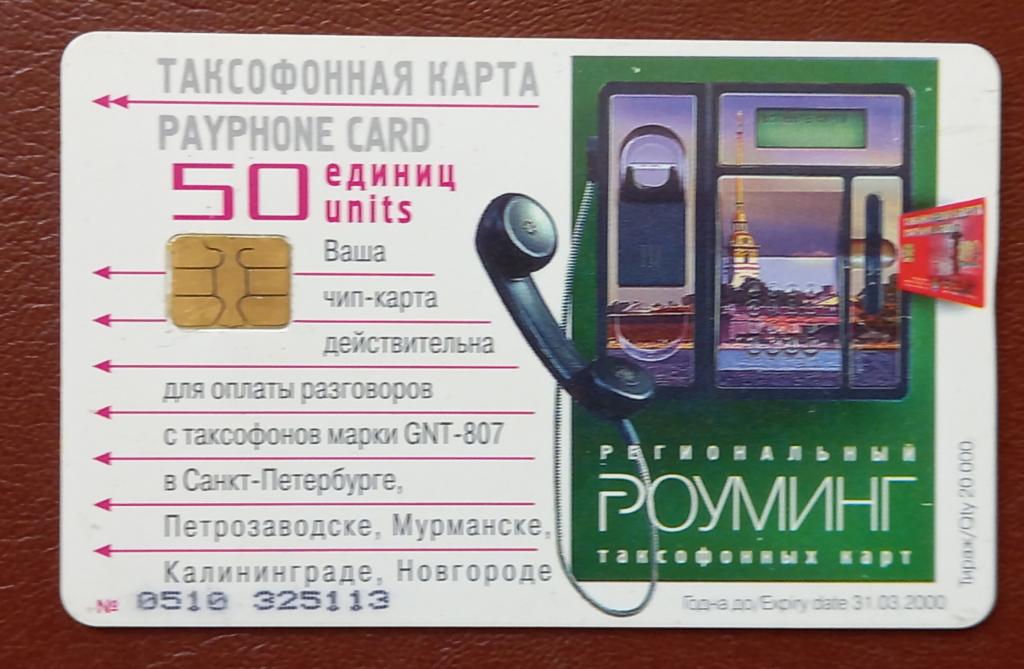 ТАКСОФОННАЯ КАРТА
PAYPHONE CARD
50 единиц
units
Ваша
чип-карта
действительна
для оплаты разговоров
с таксофонов марки GNT-807
в Санкт-Петербурге,
Петрозаводске, Мурманске,
Калининграде, Новгороде
№ 0510 325113
РЕГИОНАЛЬНЫЙ
РОУМИНГ
таксофонных карт
Годна до/Expiry date 31.03.2000
Тираж/Qty 20 000